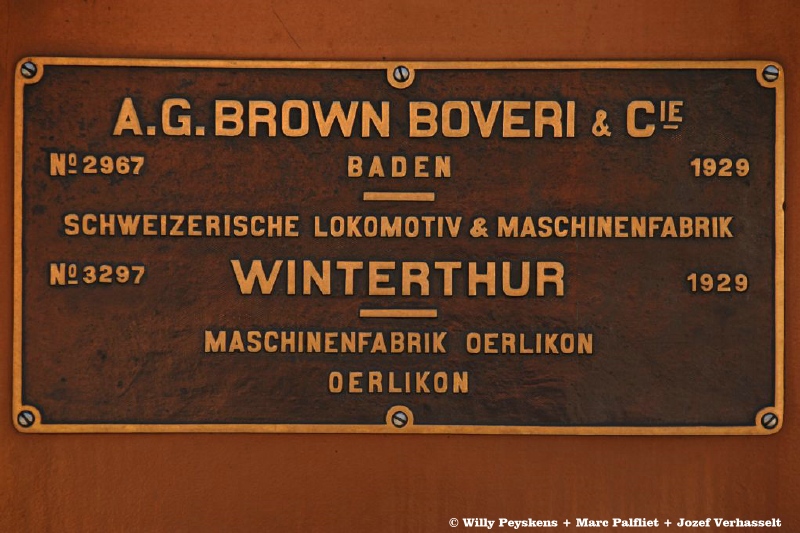 A.G. BROWN BOVERI & CIE
No 2967 BADEN 1929
SCHWEIZERISCHE LOKOMOTIV & MASCHINENFABRIK
No 3297 WINTERTHUR 1929
MASCHINENFABRIK OERLIKON
OERLIKON
© Willy Peyskens + Marc Palfliet + Jozef Verhasselt